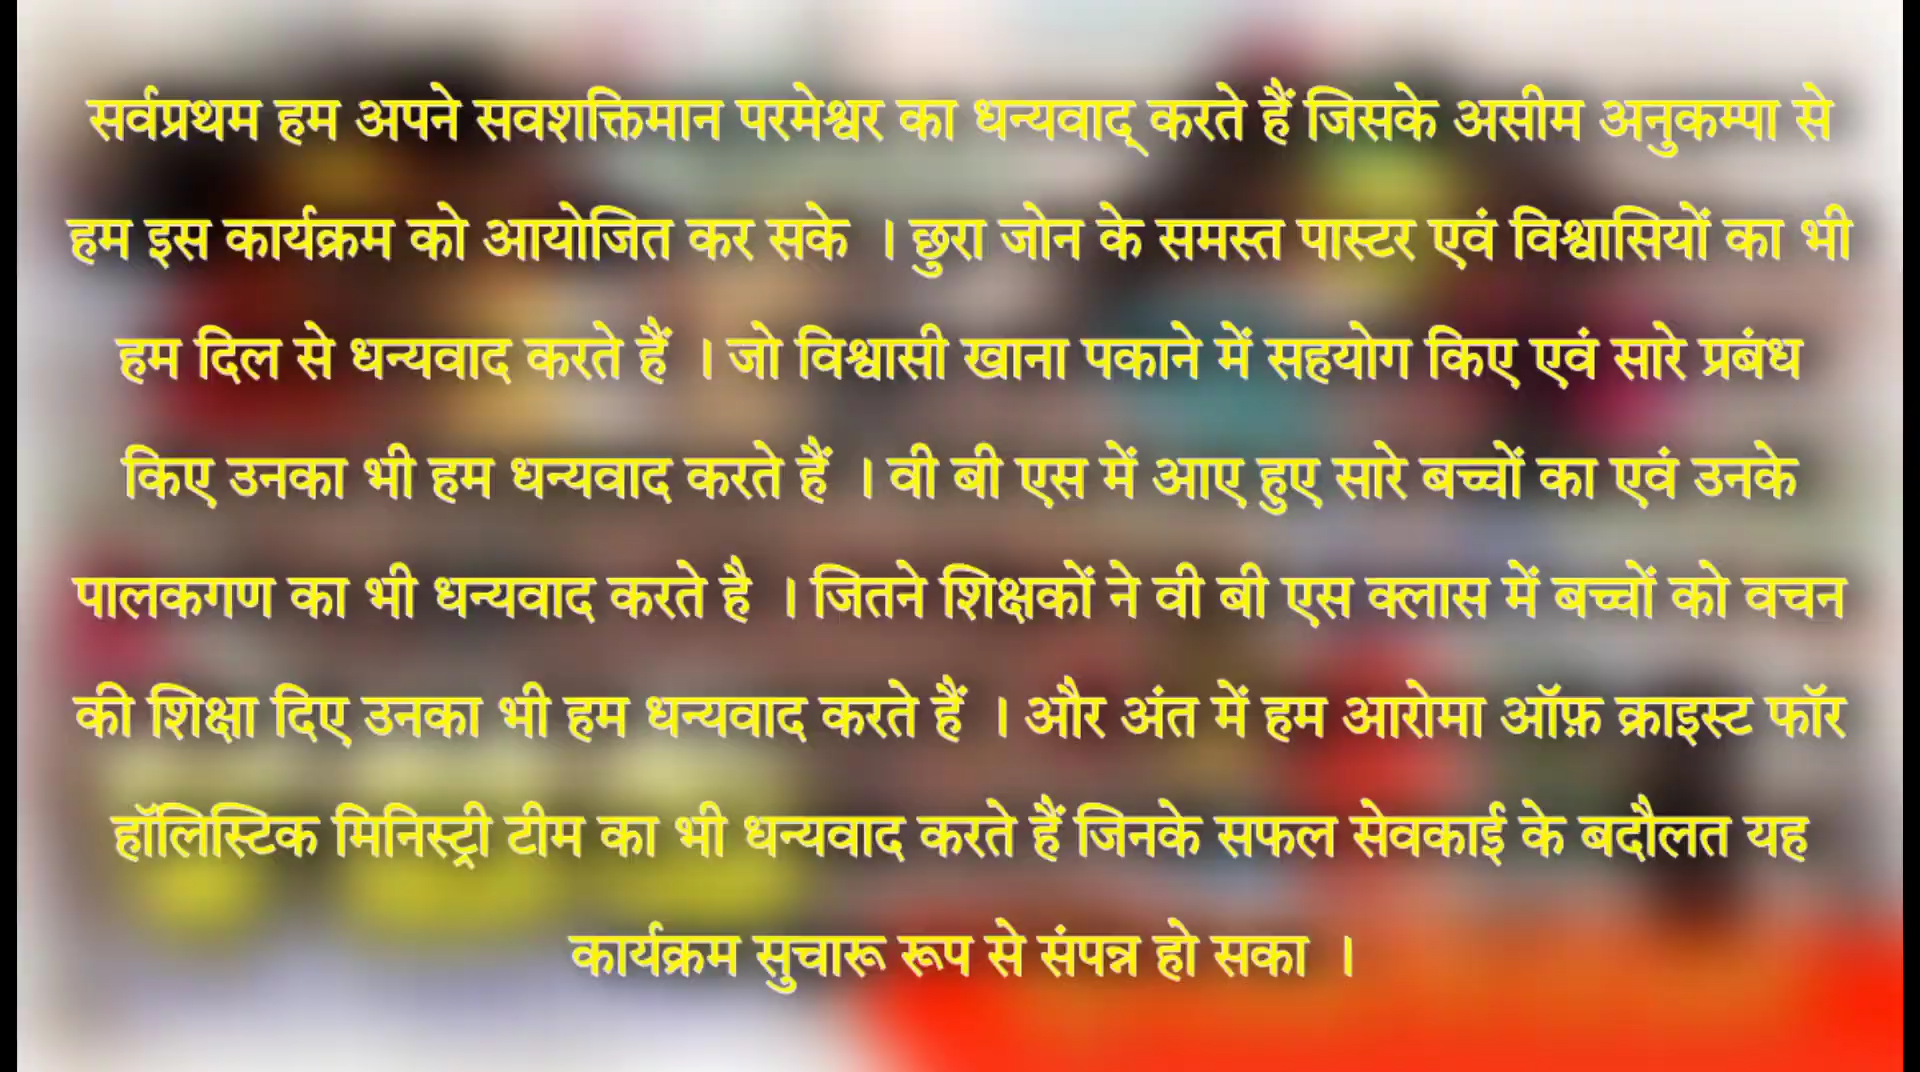 सर्वप्रथम हम अपने सवशक्तिमान परमेश्वर का धन्यवाद् करते हैं जिसके असीम अनुकम्पा से
हम इस कार्यक्रम को आयोजित कर सके । छुरा जोन के समस्त पास्टर एवं विश्वासियों का भी
हम दिल से धन्यवाद करते हैं । जो विश्वासी खाना पकाने में सहयोग किए एवं सारे प्रबंध
किए उनका भी हम धन्यवाद करते हैं । वी बी एस में आए हुए सारे बच्चों का एवं उनके
पालकगण का भी धन्यवाद करते है । जितने शिक्षकों ने वी बी एस क्लास में बच्चों को वचन
की शिक्षा दिए उनका भी हम धन्यवाद करते हैं । और अंत में हम आरोमा ऑफ़ क्राइस्ट फॉर
हॉलिस्टिक मिनिस्ट्री टीम का भी धन्यवाद करते हैं जिनके सफल सेवकाई के बदौलत यह
कार्यक्रम सुचारू रूप से संपन्न हो सका ।